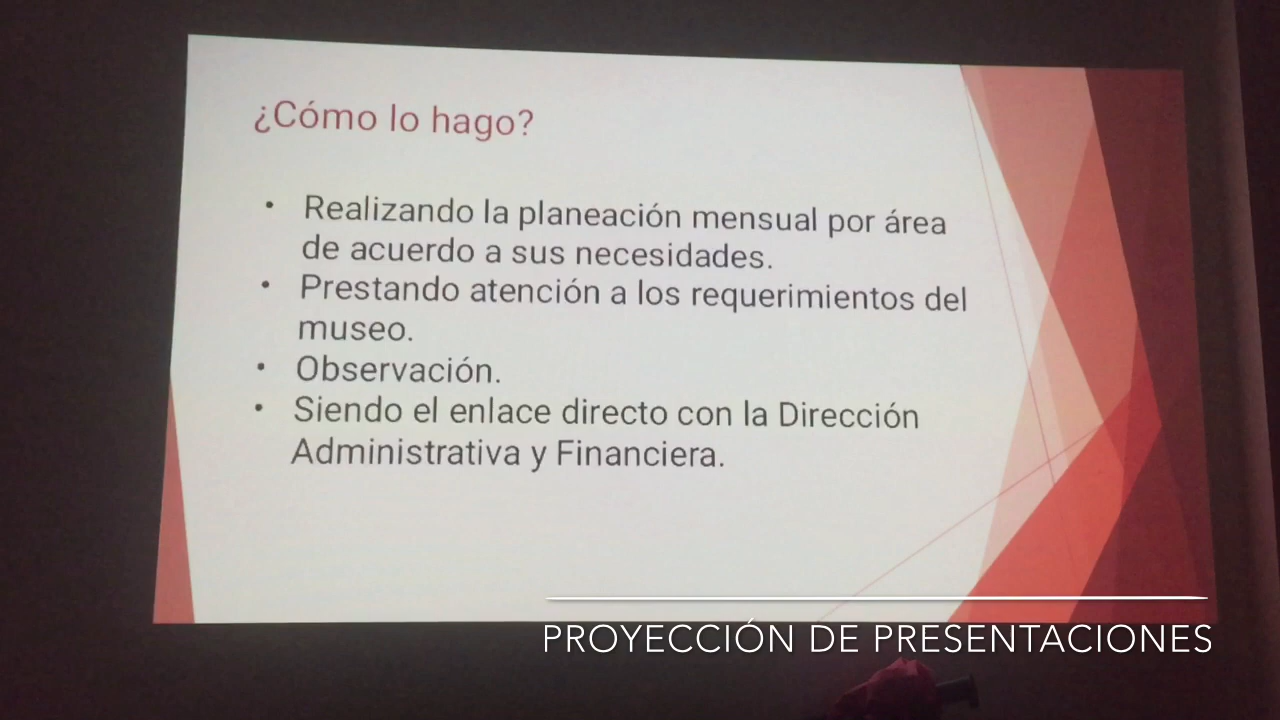 ¿Cómo lo hago?
• Realizando la planeación mensual por área
de acuerdo a sus necesidades.
• Prestando atención a los requerimientos del
museo.
• Observación.
• Siendo el enlace directo con la Dirección
Administrativa y Financiera.
PROYECCIÓN DE PRESENTACIONES